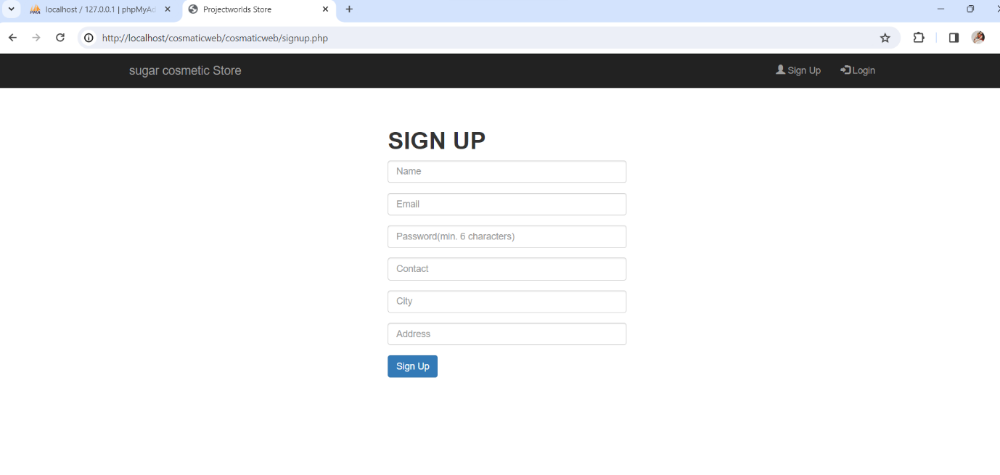 localhost / 127.0.0.1 | phpMyAd
Projectworlds Store
http://localhost/cosmaticweb/cosmaticweb/signup.php
sugar cosmetic Store
Sign Up
Login
SIGN UP
Name
Email
Password(min. 6 characters)
Contact
City
Address
Sign Up